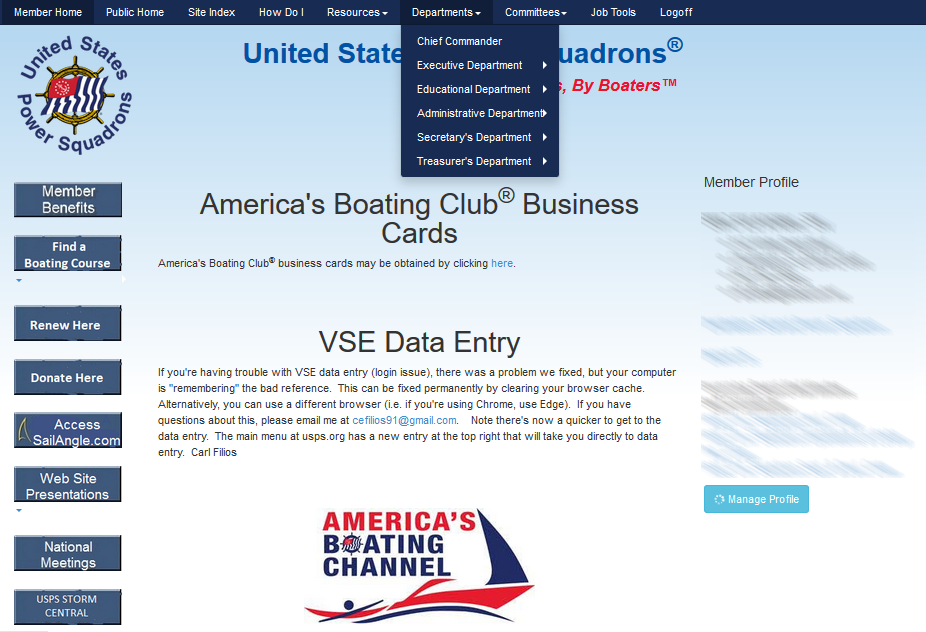 Member Home Public Home Site Index How Do I Resources Departments Committees Job Tools Logoff
Chief Commander
Executive Department
Educational Department
Administrative Department
Secretary's Department
Treasurer's Department
United States
Power Squadrons
United State uadrons®
s, By Boaters™
Member
Benefits
Find a
Boating Course
Renew Here
Donate Here
Access
SailAngle.com
Web Site
Presentations
National
Meetings
USPS STORM
CENTRAL
America's Boating Club® Business
Cards
America's Boating Club® business cards may be obtained by clicking here.
VSE Data Entry
If you're having trouble with VSE data entry (login issue), there was a problem we fixed, but your computer
is "remembering" the bad reference. This can be fixed permanently by clearing your browser cache.
Alternatively, you can use a different browser (i.e. if you're using Chrome, use Edge). If you have
questions about this, please email me at cefilios91@gmail.com. Note there's now a quicker to get to the
data entry. The main menu at usps.org has a new entry at the top right that will take you directly to data
entry. Carl Filios
AMERICA'S
BOATING
CHANNEL
Member Profile
Manage Profile